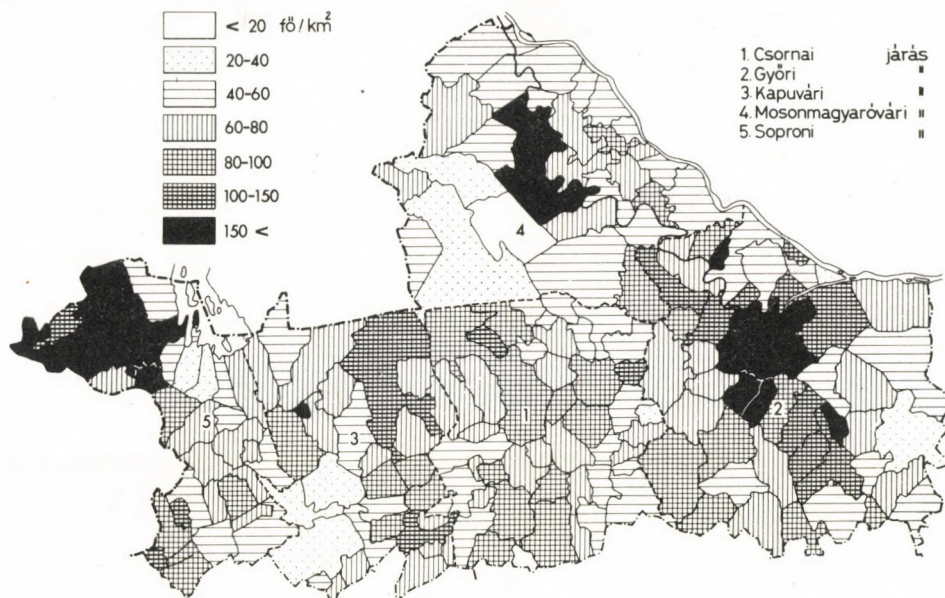 < 20 fő/km²
20-40
40-60
60-80
80-100
100-150
150 <
1. Csornai járás
2. Győri "
3. Kapuvári "
4. Mosonmagyaróvári "
5. Soproni "
4
5
3
1
2